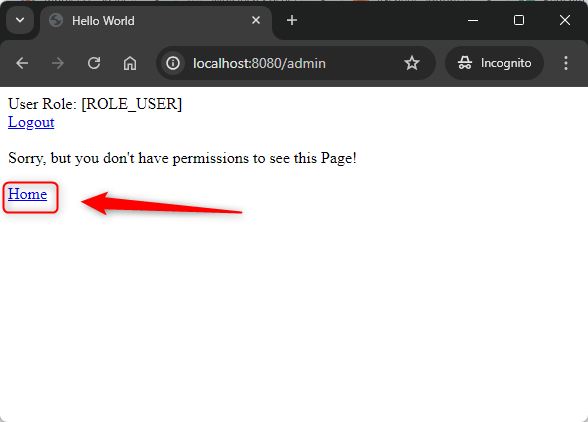 Hello World
localhost:8080/admin
Incognito
User Role: [ROLE_USER]
Logout
Sorry, but you don't have permissions to see this Page!
Home